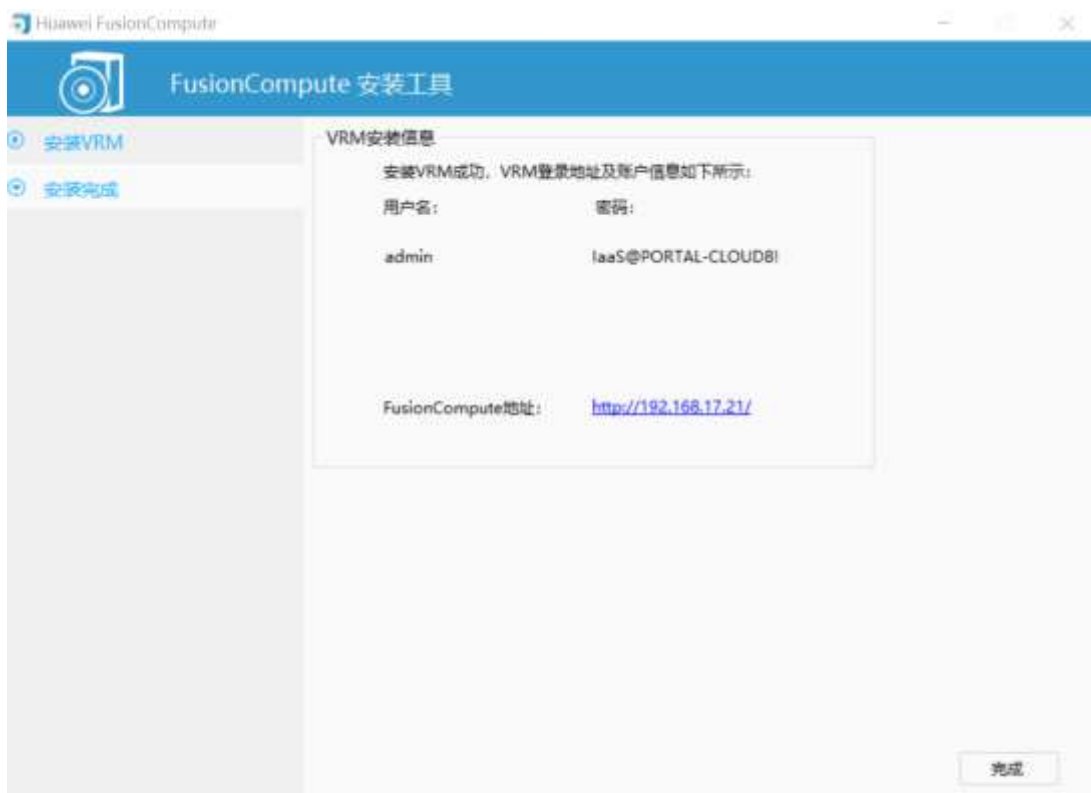 Huawei FusionCompute
FusionCompute 安装工具
安装VRM
安装完成
VRM安装信息
安装VRM成功，VRM登录地址及账户信息如下所示：
用户名： 密码：
admin IaaS@PORTAL-CLOUD8!
FusionCompute地址： http://192.168.17.21/
完成